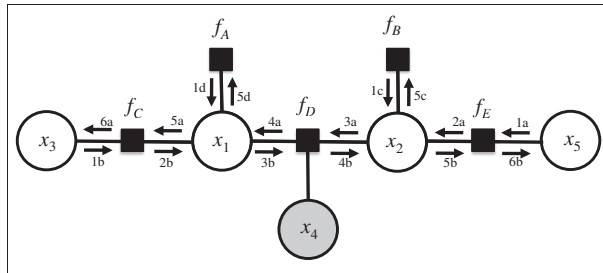 f_A f_B
1d 5d 1c 5c
6a f_C 5a 4a f_D 3a 2a f_E 1a
x_3 x_1 x_2 x_5
1b 2b 3b 4b 5b 6b
x_4